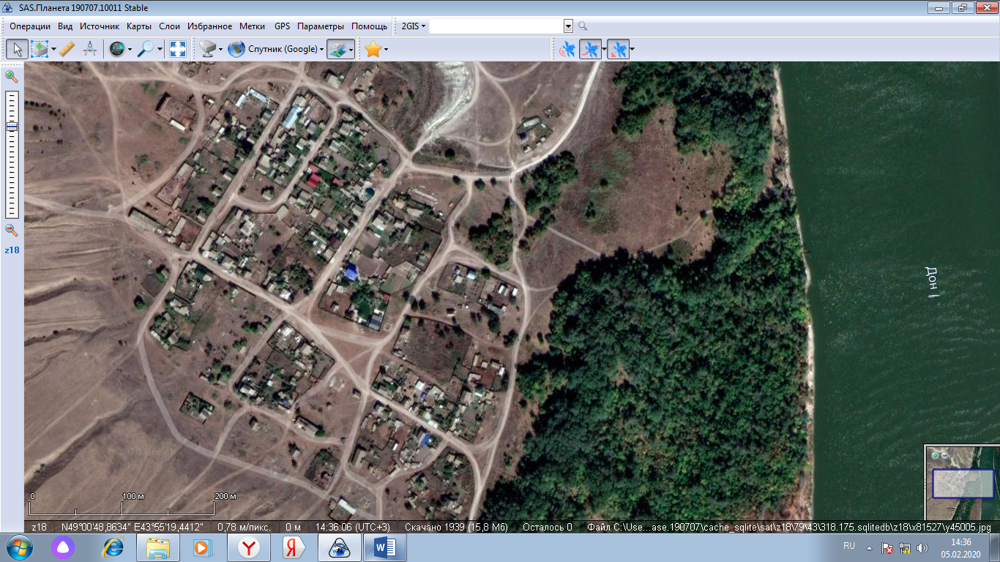 SAS.Планета 190707.10011 Stable
Операции Вид Источник Карты Слои Избранное Метки GPS Параметры Помощь 2GIS
Спутник (Google)
z18
Дон
0 100 м 200 м
z18 N49°00'48,8634" E43°55'19,4412" 0,78 м/пикс. 0 м 14:36:06 (UTC+3) Скачано 1939 (15,8 Мб) Осталось 0 Файл C:\Use...ase.190707\cache_sqlite\sat\z18\79\43\318.175.sqlitedb\z18\x81527\y45005.jpg
RU
14:36
05.02.2020